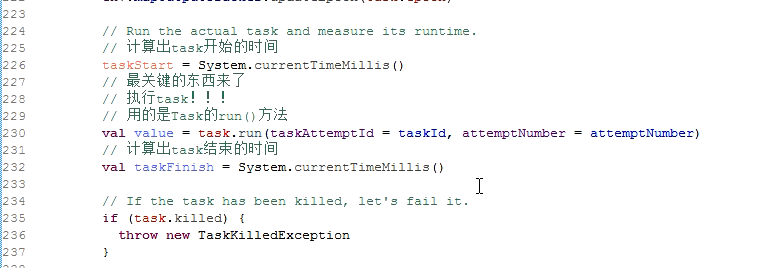 223
224 // Run the actual task and measure its runtime.
225 // 计算出task开始的时间
226 taskStart = System.currentTimeMillis()
227 // 最关键的东西来了
228 // 执行task！！！
229 // 用的是Task的run()方法
230 val value = task.run(taskAttemptId = taskId, attemptNumber = attemptNumber)
231 // 计算出task结束的时间
232 val taskFinish = System.currentTimeMillis()
233
234 // If the task has been killed, let's fail it.
235 if (task.killed) {
236 throw new TaskKilledException
237 }